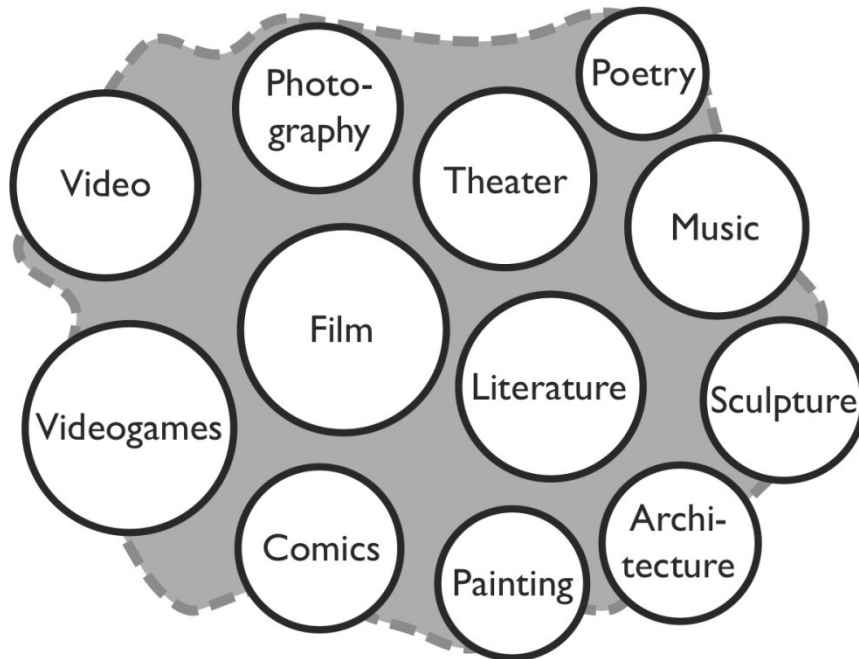 Photo-
graphy
Poetry
Video
Theater
Music
Film
Literature
Sculpture
Videogames
Comics
Painting
Archi-
tecture